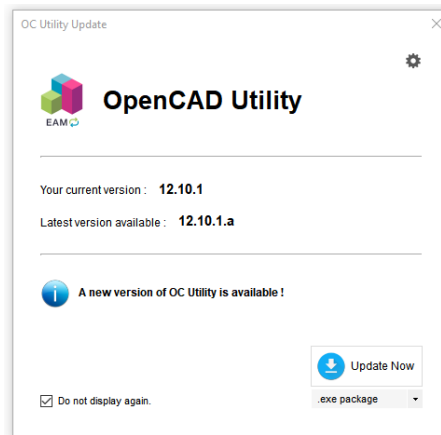 OC Utility Update
OpenCAD Utility
EAM
Your current version : 12.10.1
Latest version available : 12.10.1.a
i
A new version of OC Utility is available !
Update Now
Do not display again.
.exe package